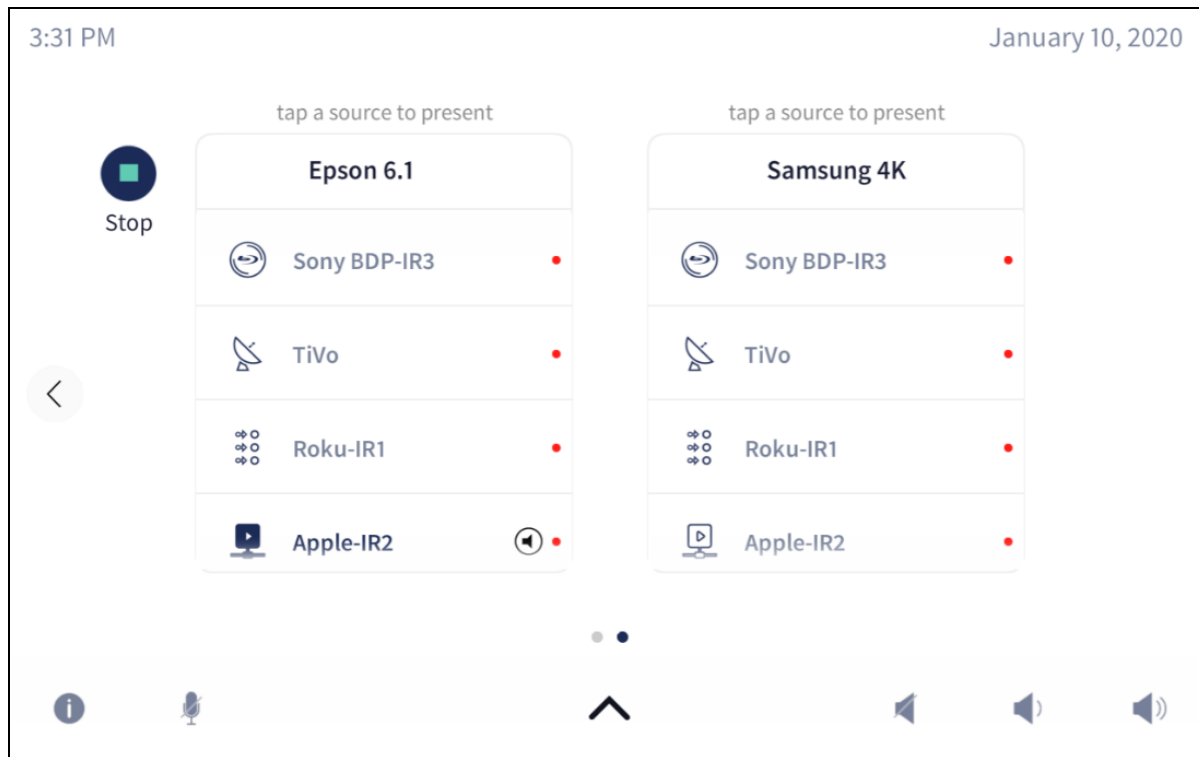 3:31 PM
January 10, 2020
tap a source to present
tap a source to present
Epson 6.1
Samsung 4K
Stop
Sony BDP-IR3
Sony BDP-IR3
TiVo
TiVo
Roku-IR1
Roku-IR1
Apple-IR2
Apple-IR2